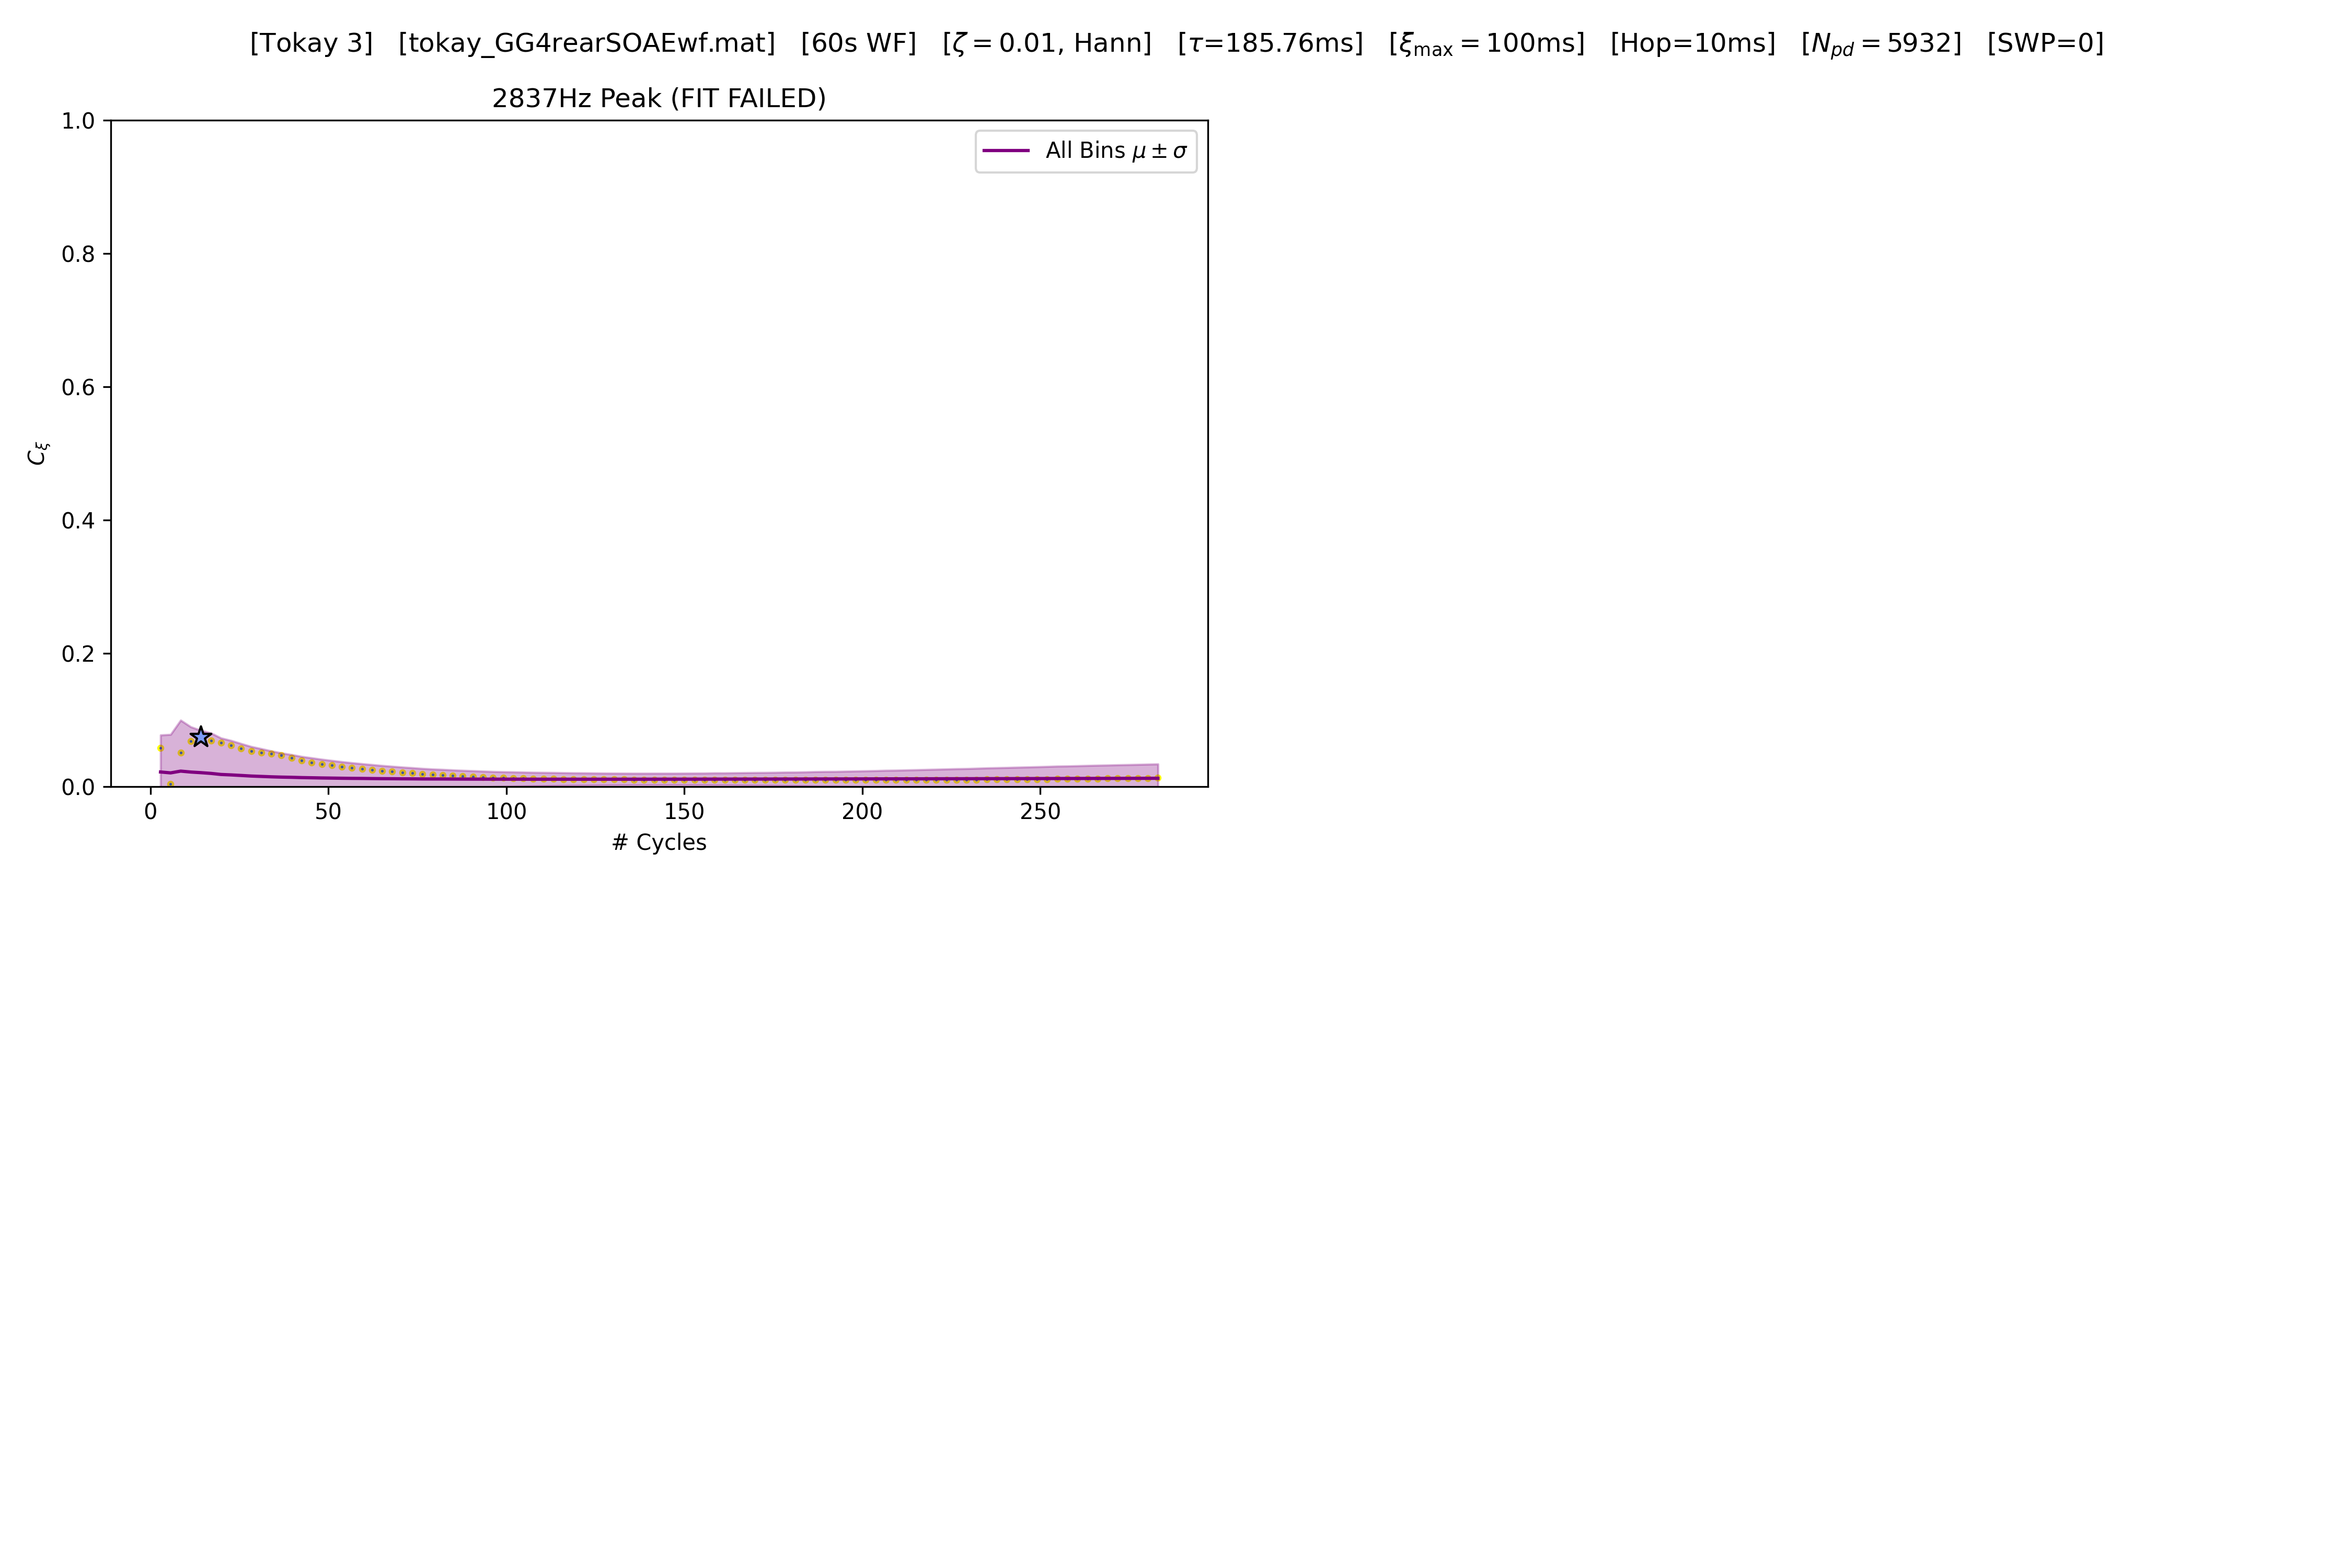 [Tokay 3] [tokay_GG4rearSOAEwf.mat] [60s WF] [ζ = 0.01, Hann] [τ=185.76ms] [ξmax = 100ms] [Hop=10ms] [Npd = 5932] [SWP=0]
2837Hz Peak (FIT FAILED)
All Bins μ ± σ
1.0
0.8
0.6
0.4
0.2
0.0
Cξ
0 50 100 150 200 250
# Cycles